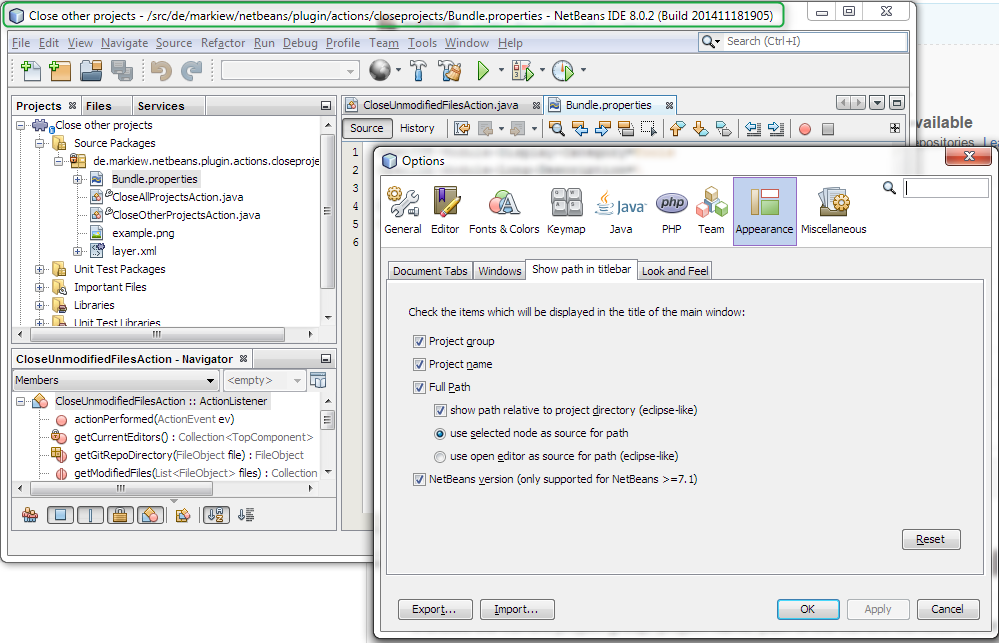 Close other projects - /src/de/markiew/netbeans/plugin/actions/closeprojects/Bundle.properties - NetBeans IDE 8.0.2 (Build 201411181905)
File Edit View Navigate Source Refactor Run Debug Profile Team Tools Window Help
Search (Ctrl+I)
Projects Files Services
CloseUnmodifiedFilesAction.java Bundle.properties
Source History
Close other projects
Source Packages
de.markiew.netbeans.plugin.actions.closeproje
Bundle.properties
CloseAllProjectsAction.java
CloseOtherProjectsAction.java
example.png
layer.xml
Unit Test Packages
Important Files
Libraries
Unit Test Libraries
1
2
3
4
5
6
CloseUnmodifiedFilesAction - Navigator
Members <empty>
CloseUnmodifiedFilesAction :: ActionListener
actionPerformed(ActionEvent ev)
getCurrentEditors() : Collection<TopComponent>
getGitRepoDirectory(FileObject file) : FileObject
getModifiedFiles(List<FileObject> files) : Collection
vailable
Options
General Editor Fonts & Colors Keymap Java PHP Team Appearance Miscellaneous
Document Tabs Windows Show path in titlebar Look and Feel
Check the items which will be displayed in the title of the main window:
Project group
Project name
Full Path
show path relative to project directory (eclipse-like)
use selected node as source for path
use open editor as source for path (eclipse-like)
NetBeans version (only supported for NetBeans >=7.1)
Reset
Export... Import... OK Apply Cancel